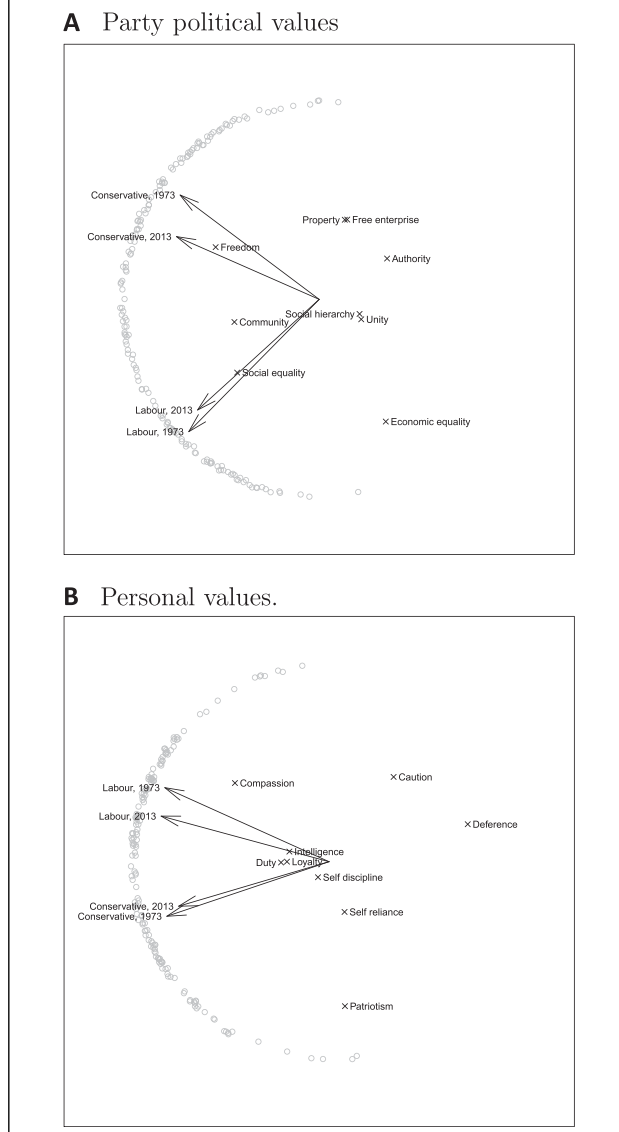 A Party political values
Conservative, 1973
Property Free enterprise
Conservative, 2013
Freedom
Authority
Social hierarchy
Unity
Community
Social equality
Labour, 2013
Economic equality
Labour, 1973
B Personal values.
Caution
Compassion
Labour, 1973
Labour, 2013
Deference
Intelligence
Duty Loyalty
Self discipline
Conservative, 2013
Self reliance
Conservative, 1973
Patriotism